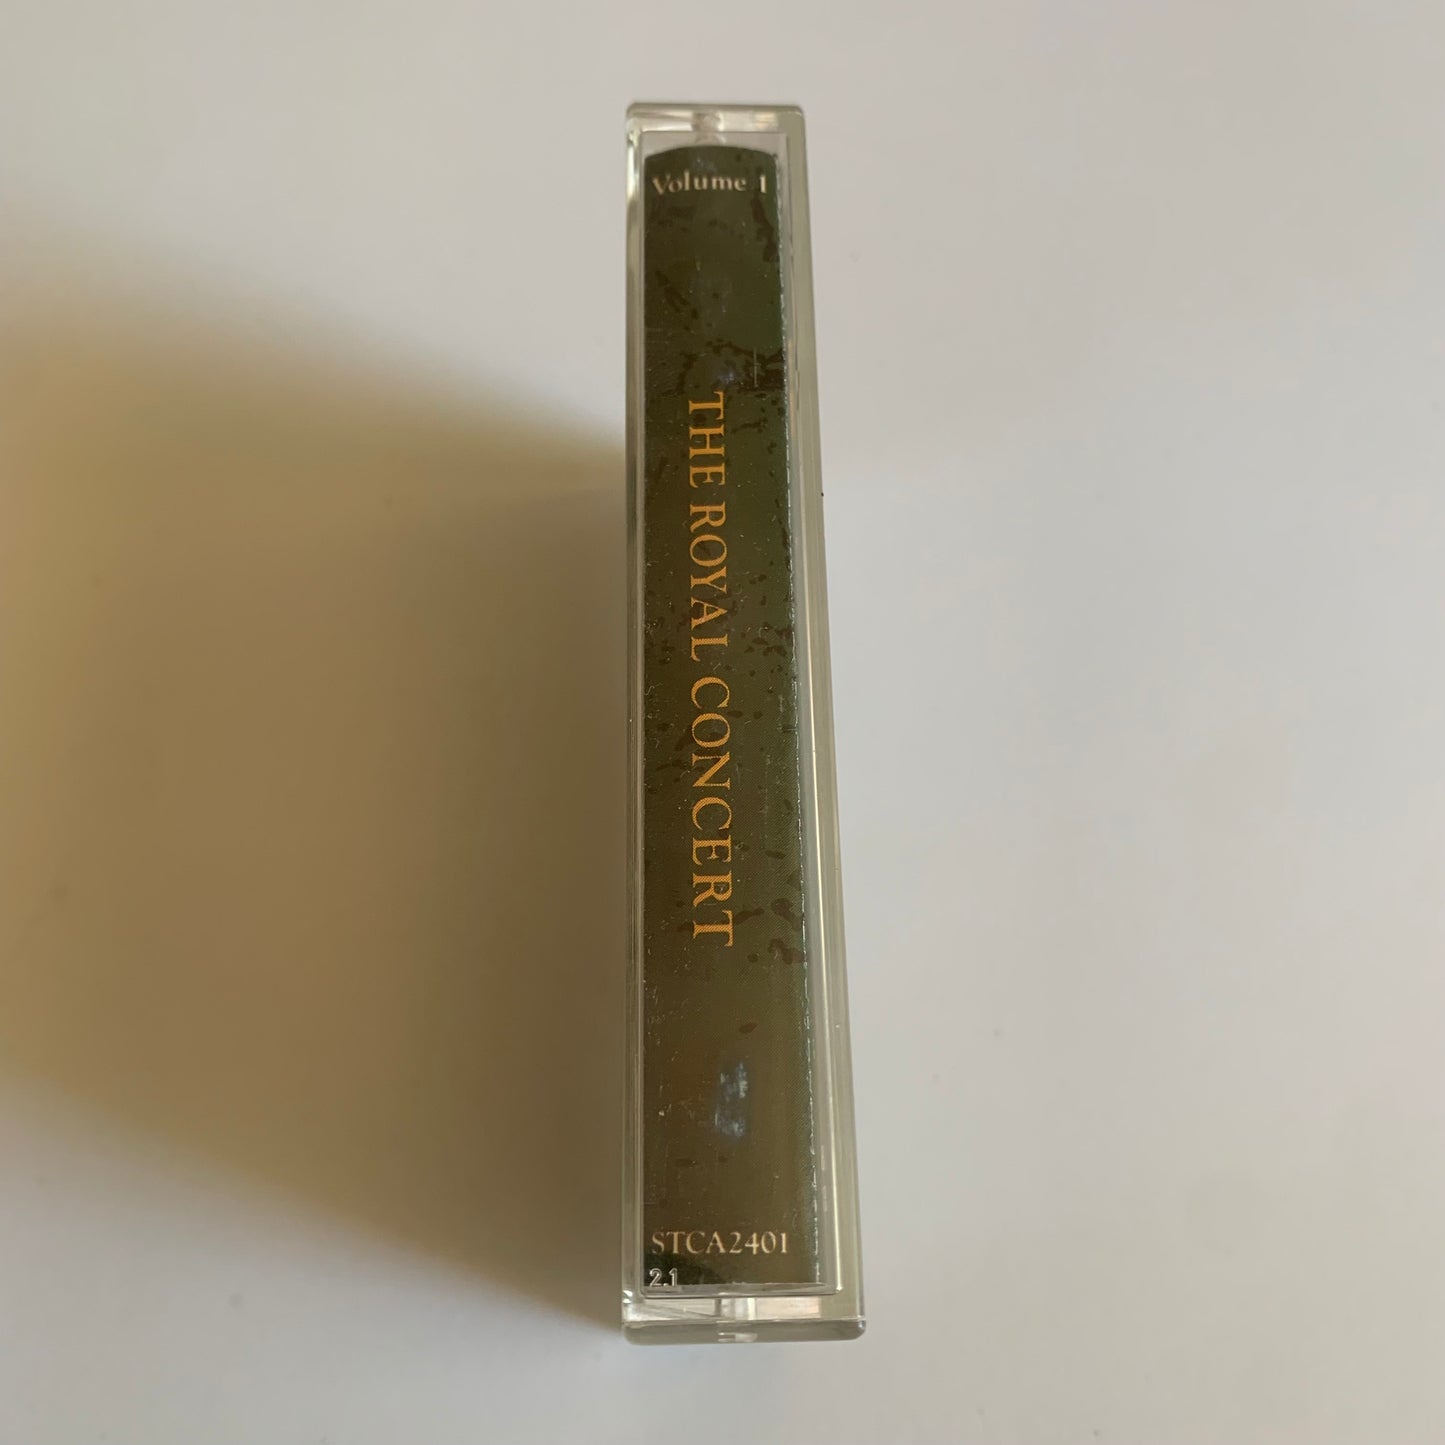 Volume 1
THE ROYAL CONCERT
STCA2401
2.1